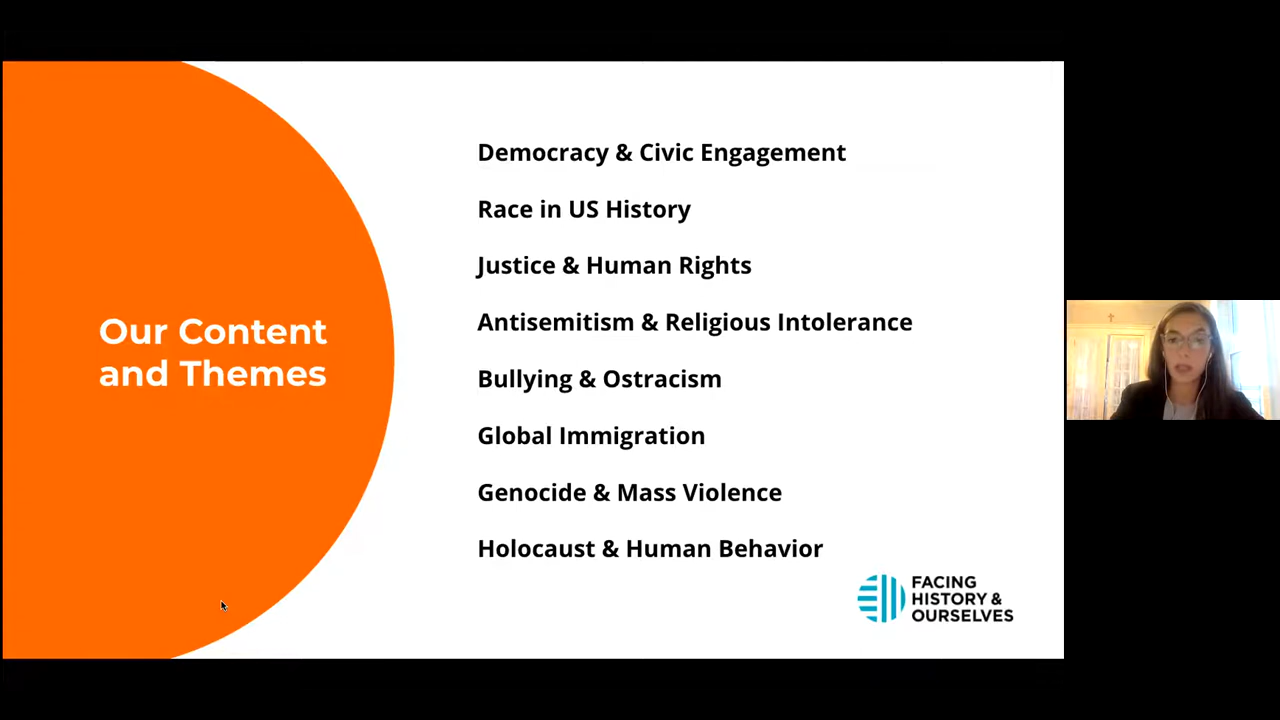 Our Content
and Themes
Democracy & Civic Engagement
Race in US History
Justice & Human Rights
Antisemitism & Religious Intolerance
Bullying & Ostracism
Global Immigration
Genocide & Mass Violence
Holocaust & Human Behavior
FACING
HISTORY &
OURSELVES